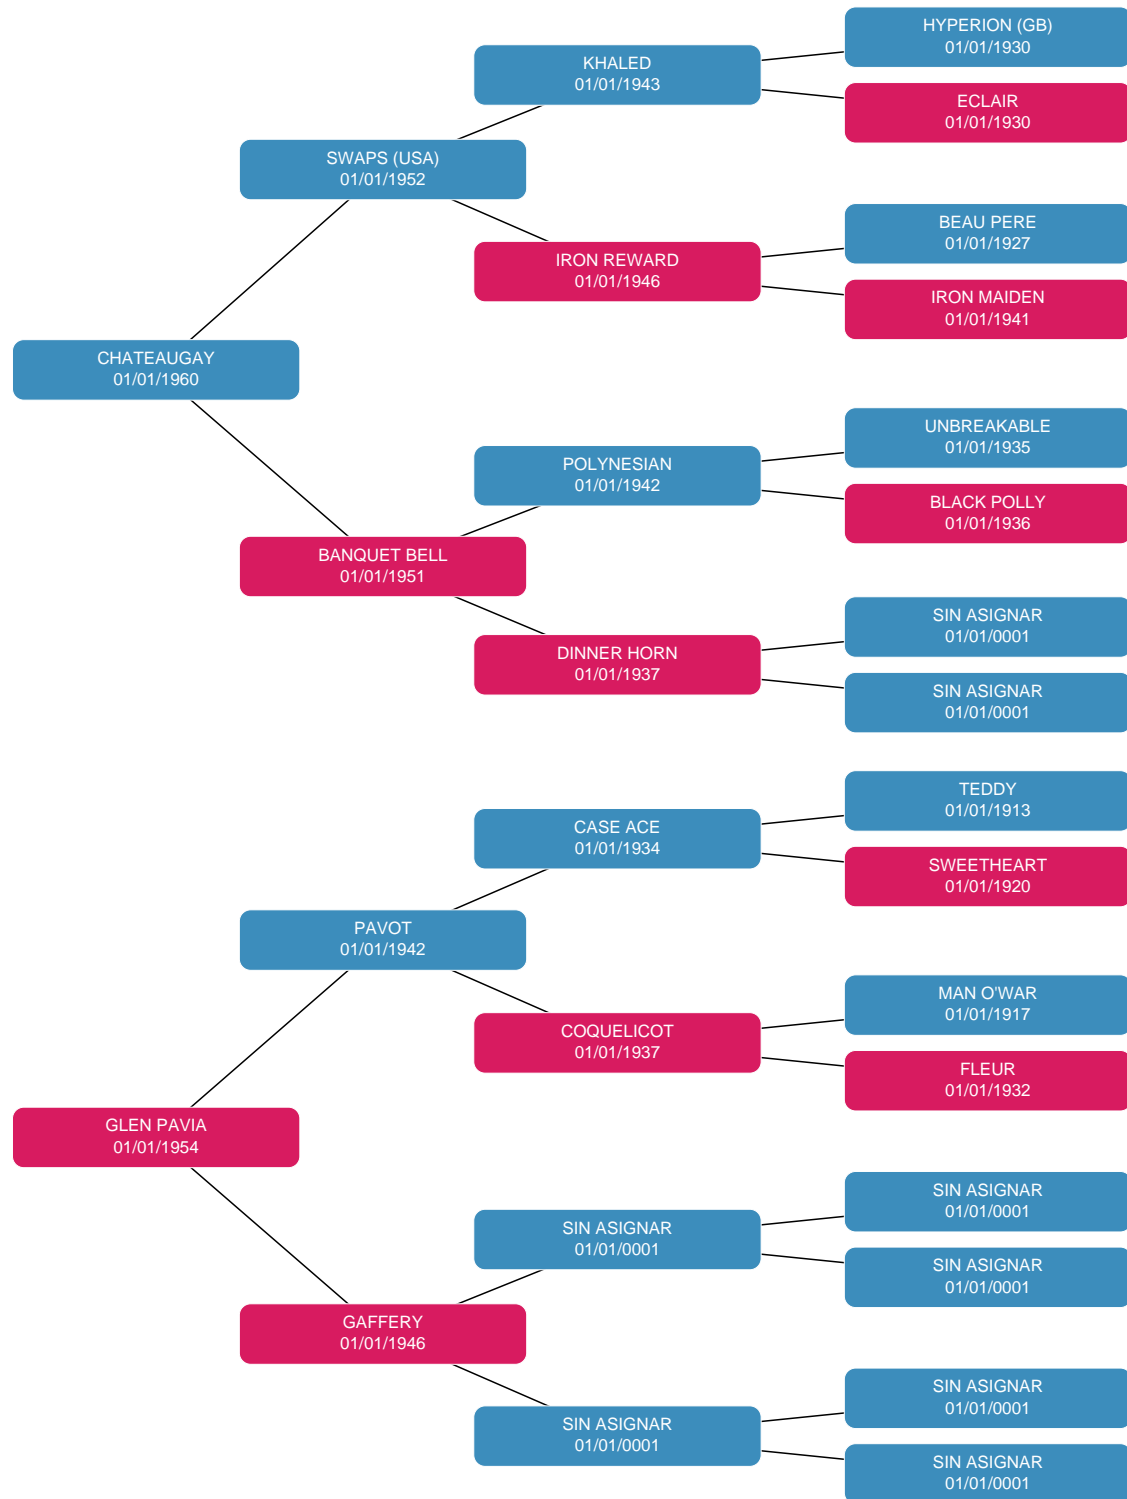 HYPERION (GB)
01/01/1930
KHALED
01/01/1943
ECLAIR
01/01/1930
SWAPS (USA)
01/01/1952
BEAU PERE
01/01/1927
IRON REWARD
01/01/1946
IRON MAIDEN
01/01/1941
CHATEAUGAY
01/01/1960
UNBREAKABLE
01/01/1935
POLYNESIAN
01/01/1942
BLACK POLLY
01/01/1936
BANQUET BELL
01/01/1951
SIN ASIGNAR
01/01/0001
DINNER HORN
01/01/1937
SIN ASIGNAR
01/01/0001
TEDDY
01/01/1913
CASE ACE
01/01/1934
SWEETHEART
01/01/1920
PAVOT
01/01/1942
MAN O'WAR
01/01/1917
COQUELICOT
01/01/1937
FLEUR
01/01/1932
GLEN PAVIA
01/01/1954
SIN ASIGNAR
01/01/0001
SIN ASIGNAR
01/01/0001
SIN ASIGNAR
01/01/0001
GAFFERY
01/01/1946
SIN ASIGNAR
01/01/0001
SIN ASIGNAR
01/01/0001
SIN ASIGNAR
01/01/0001